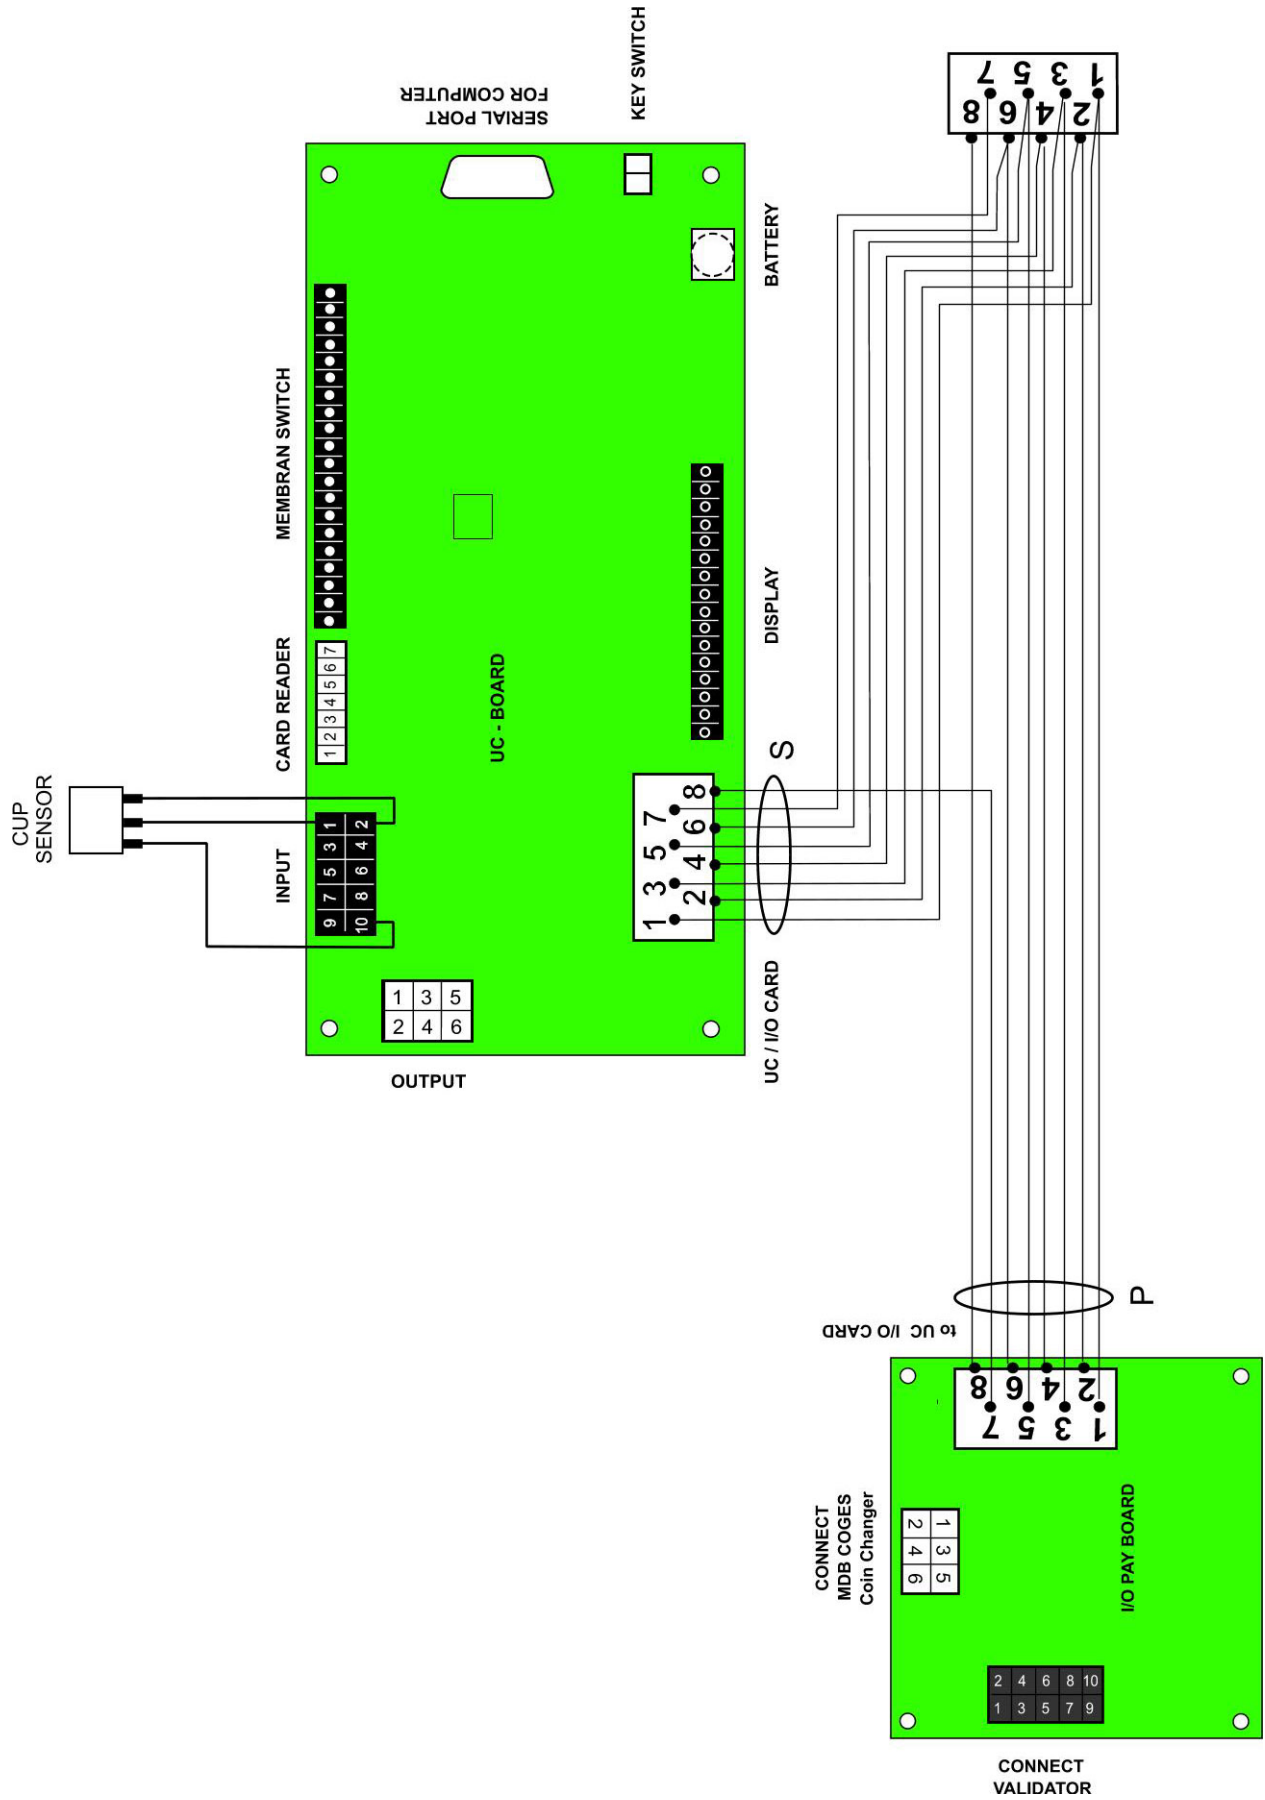 KEY SWITCH
SERIAL PORT
FOR COMPUTER
7 5 3 1
8 6 4 2
BATTERY
MEMBRAN SWITCH
DISPLAY
UC - BOARD
CARD READER
1 2 3 4 5 6 7
CUP
SENSOR
INPUT
1 3 5 7 9
2 4 6 8 10
1 3 5 7
2 4 6 8
S
UC / I/O CARD
1 3 5
2 4 6
OUTPUT
P
to UC I/O CARD
8 6 4 2
7 5 3 1
CONNECT
MDB COGES
Coin Changer
2 4 6
1 3 5
I/O PAY BOARD
2 4 6 8 10
1 3 5 7 9
CONNECT
VALIDATOR